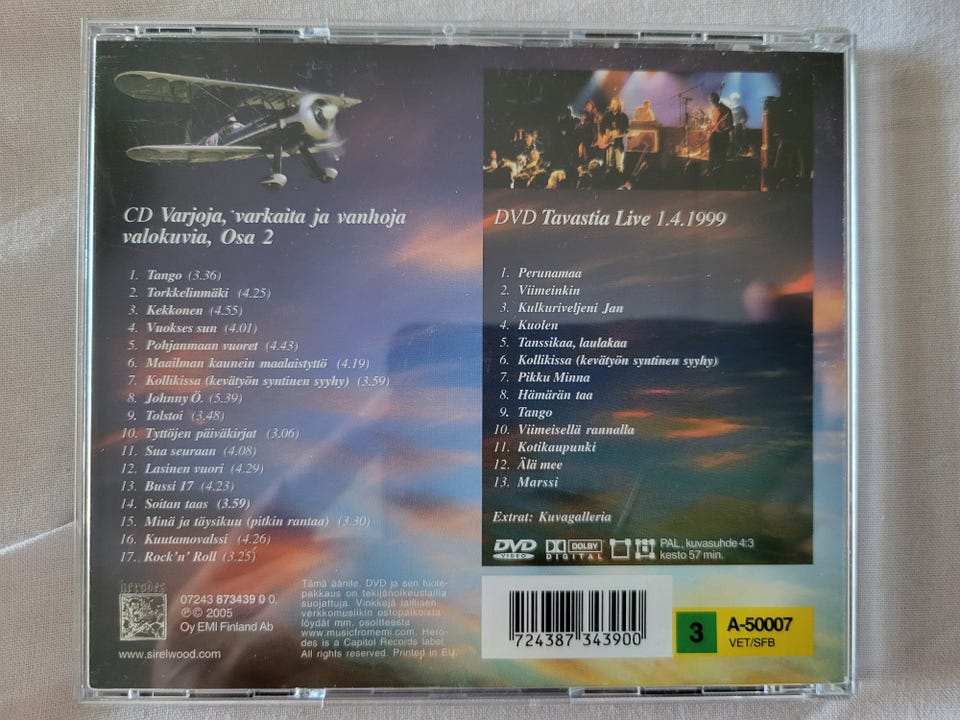 CD Varjoja, varkaita ja vanhoja
valokuvia, Osa 2
1. Tango (3.36)
2. Torkkelinmäki (4.25)
3. Kekkonen (4.55)
4. Vuokses sun (4.01)
5. Pohjanmaan vuoret (4.43)
6. Maailman kaunein maalaistyttö (4.19)
7. Kollikissa (kevätyön syntinen syyhy) (3.59)
8. Johnny Ö. (5.39)
9. Tolstoi (3.48)
10. Tyttöjen päiväkirjat (3.06)
11. Sua seuraan (4.08)
12. Lasinen vuori (4.29)
13. Bussi 17 (4.23)
14. Soitan taas (3.59)
15. Minä ja täysikuu (pitkin rantaa) (3.30)
16. Kuutamovalssi (4.26)
17. Rock'n' Roll (3.25)
herodes
07243 873439 0 0.
℗© 2005
Oy EMI Finland Ab
www.sirelwood.com
Tämä äänite, DVD ja sen tuote-
pakkaus on tekijänoikeustailla
suojattuja. Vinkkejä laillisen
verkkomusiikin ostopaikoista
löydät mm. osoitteesta
www.musicfromemi.com. Hero-
des is a Capitol Records label.
All rights reserved. Printed in EU.
DVD Tavastia Live 1.4.1999
1. Perunamaa
2. Viimeinkin
3. Kulkuriveljeni Jan
4. Kuolen
5. Tanssikaa, laulakaa
6. Kollikissa (kevätyön syntinen syyhy)
7. Pikku Minna
8. Hämärän taa
9. Tango
10. Viimeisellä rannalla
11. Kotikaupunki
12. Älä mee
13. Marssi
Extrat: Kuvagalleria
DVD VIDEO
DOLBY DIGITAL
PAL, kuvasuhde 4:3
kesto 57 min.
724387 343900
3
A-50007
VET/SFB